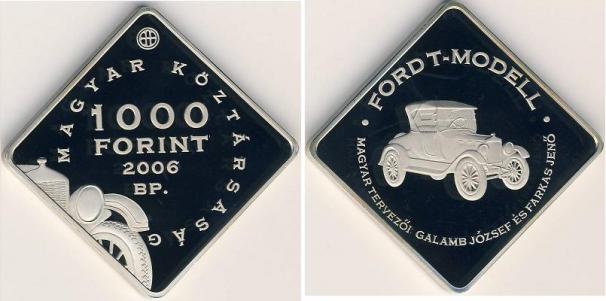 MAGYAR KÖZTÁRSASÁG
1000
FORINT
2006
BP.
• FORD T-MODELL •
MAGYAR TERVEZŐI: GALAMB JÓZSEF ÉS FARKAS JENŐ